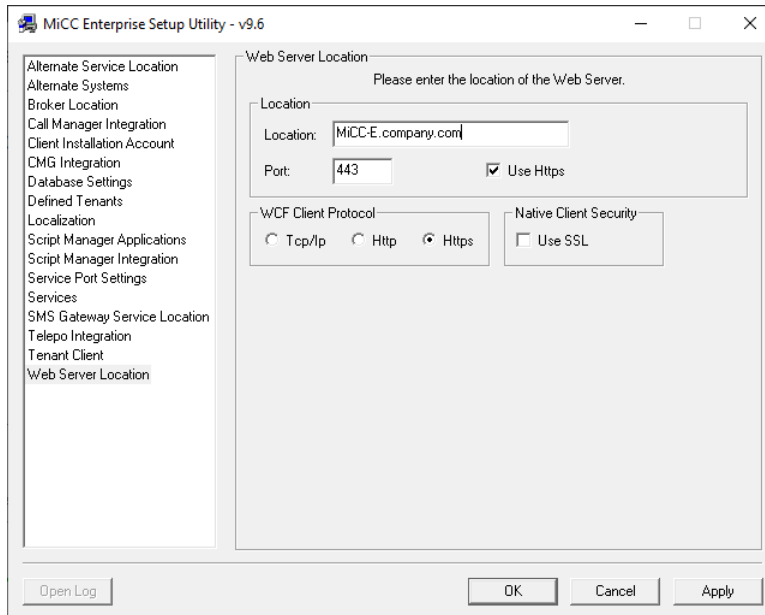 MiCC Enterprise Setup Utility - v9.6
Alternate Service Location
Alternate Systems
Broker Location
Call Manager Integration
Client Installation Account
CMG Integration
Database Settings
Defined Tenants
Localization
Script Manager Applications
Script Manager Integration
Service Port Settings
Services
SMS Gateway Service Location
Telepo Integration
Tenant Client
Web Server Location
Web Server Location
Please enter the location of the Web Server.
Location
Location: MiCC-E.company.com
Port: 443 Use Https
WCF Client Protocol Native Client Security
Tcp/Ip Http Https Use SSL
Open Log OK Cancel Apply